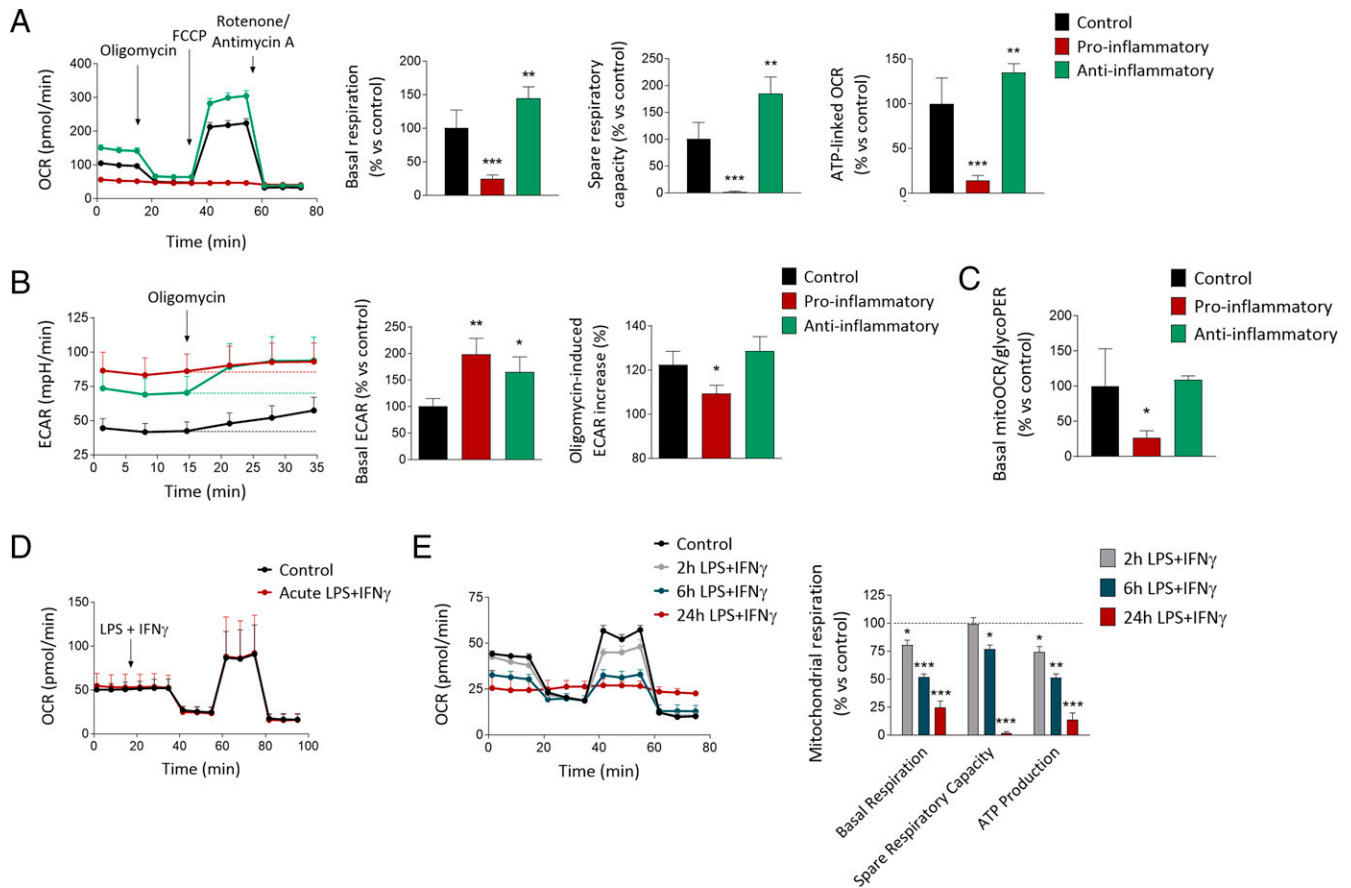 A
Oligomycin
FCCP
Rotenone/
Antimycin A
OCR (pmol/min)
400
300
200
100
0
0 20 40 60 80
Time (min)
Basal respiration
(% vs control)
200
150
100
50
0
***
**
Spare respiratory
capacity (% vs control)
250
200
150
100
50
0
***
**
ATP-linked OCR
(% vs control)
150
100
50
0
***
**
Control
Pro-inflammatory
Anti-inflammatory
B
Oligomycin
ECAR (mpH/min)
125
100
75
50
25
0 5 10 15 20 25 30 35
Time (min)
Basal ECAR (% vs control)
250
200
150
100
50
0
**
*
Oligomycin-induced
ECAR increase (%)
140
120
100
80
*
Control
Pro-inflammatory
Anti-inflammatory
C
Basal mitoOCR/glycoPER
(% vs control)
200
150
100
50
0
*
Control
Pro-inflammatory
Anti-inflammatory
D
Control
Acute LPS+IFNγ
LPS + IFNγ
OCR (pmol/min)
150
100
50
0
0 20 40 60 80 100
Time (min)
E
Control
2h LPS+IFNγ
6h LPS+IFNγ
24h LPS+IFNγ
OCR (pmol/min)
75
50
25
0
0 20 40 60 80
Time (min)
Mitochondrial respiration
(% vs control)
125
100
75
50
25
0
*
***
***
*
***
*
**
***
Basal Respiration
Spare Respiratory Capacity
ATP Production
2h LPS+IFNγ
6h LPS+IFNγ
24h LPS+IFNγ